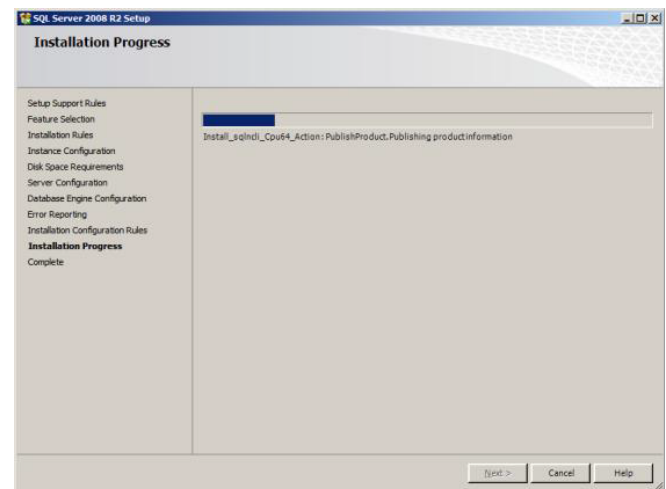 SQL Server 2008 R2 Setup
Installation Progress
Setup Support Rules
Feature Selection
Installation Rules
Instance Configuration
Disk Space Requirements
Server Configuration
Database Engine Configuration
Error Reporting
Installation Configuration Rules
Installation Progress
Complete
Install_sqlncli_Cpu64_Action: PublishProduct.Publishing product information
Next >
Cancel
Help